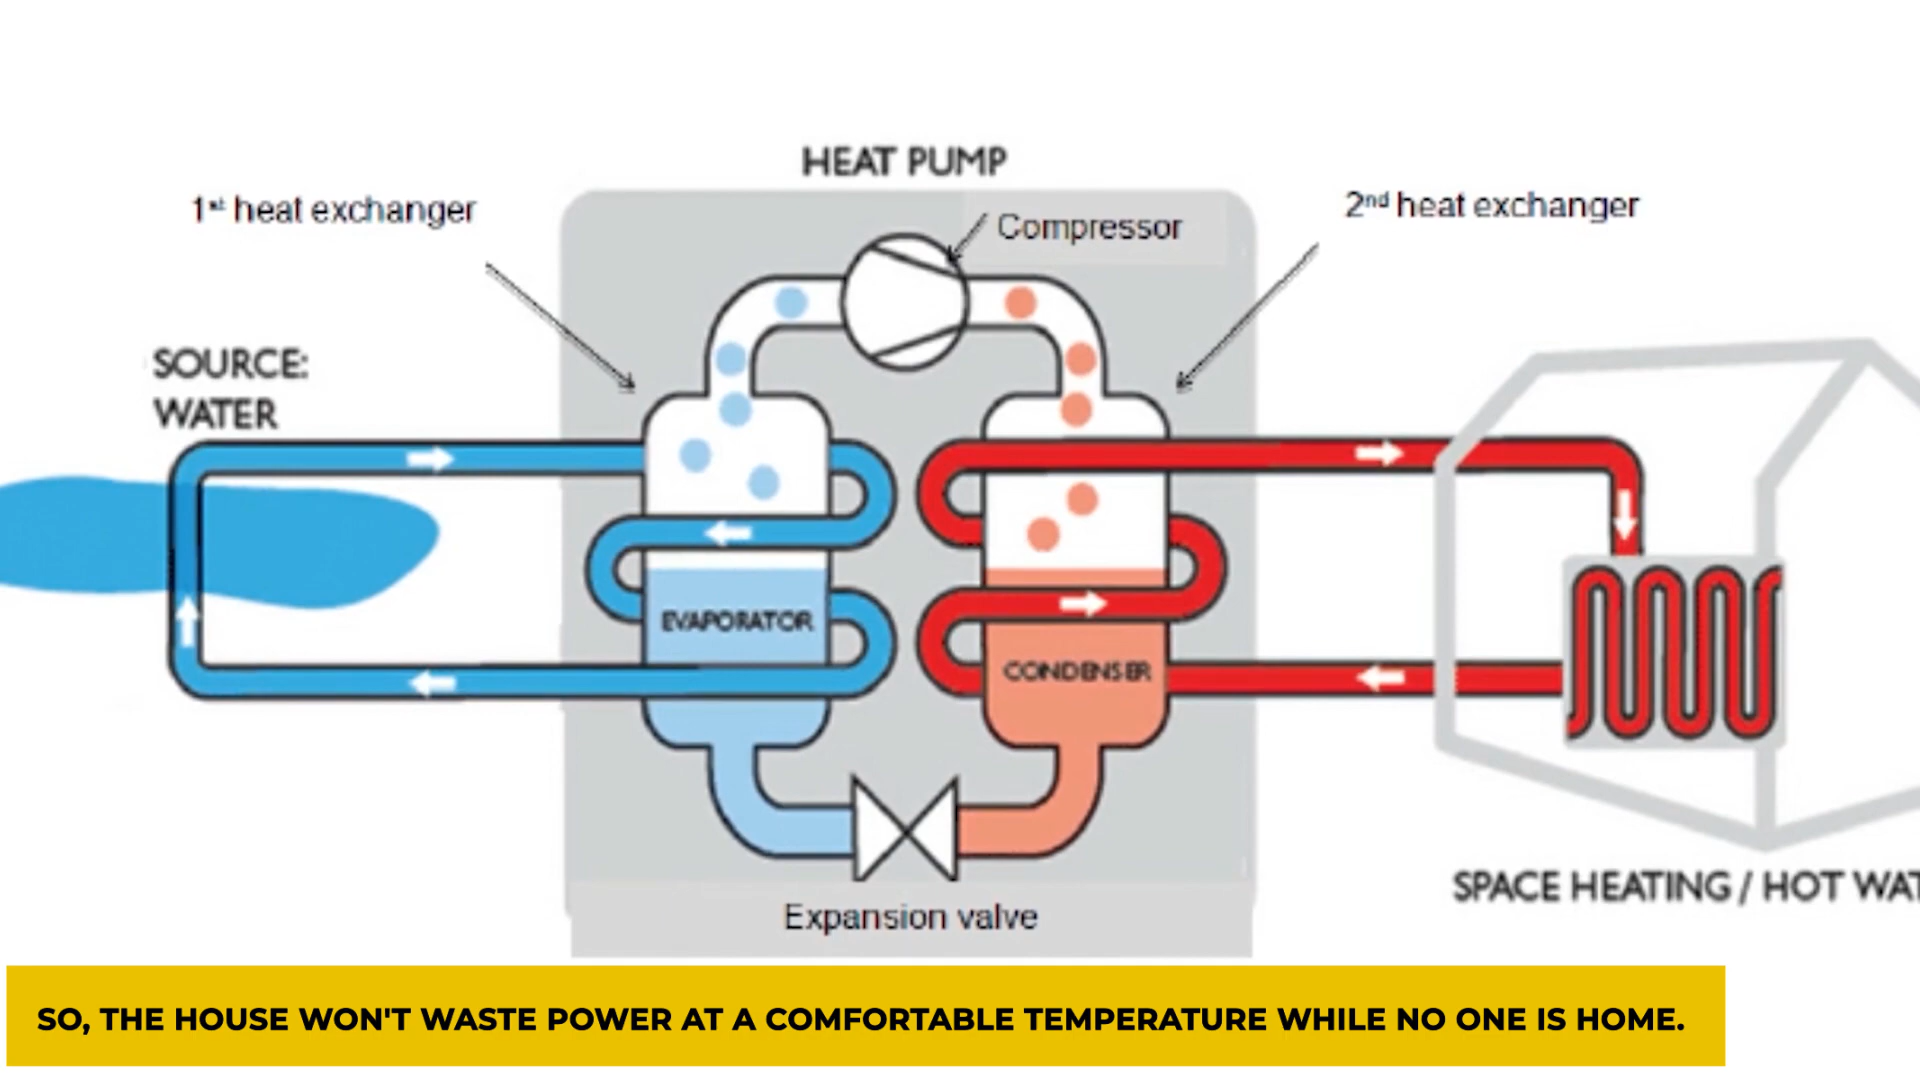 HEAT PUMP
1st heat exchanger
Compressor
2nd heat exchanger
SOURCE:
WATER
EVAPORATOR
CONDENSER
SPACE HEATING / HOT WAT
Expansion valve
SO, THE HOUSE WON'T WASTE POWER AT A COMFORTABLE TEMPERATURE WHILE NO ONE IS HOME.